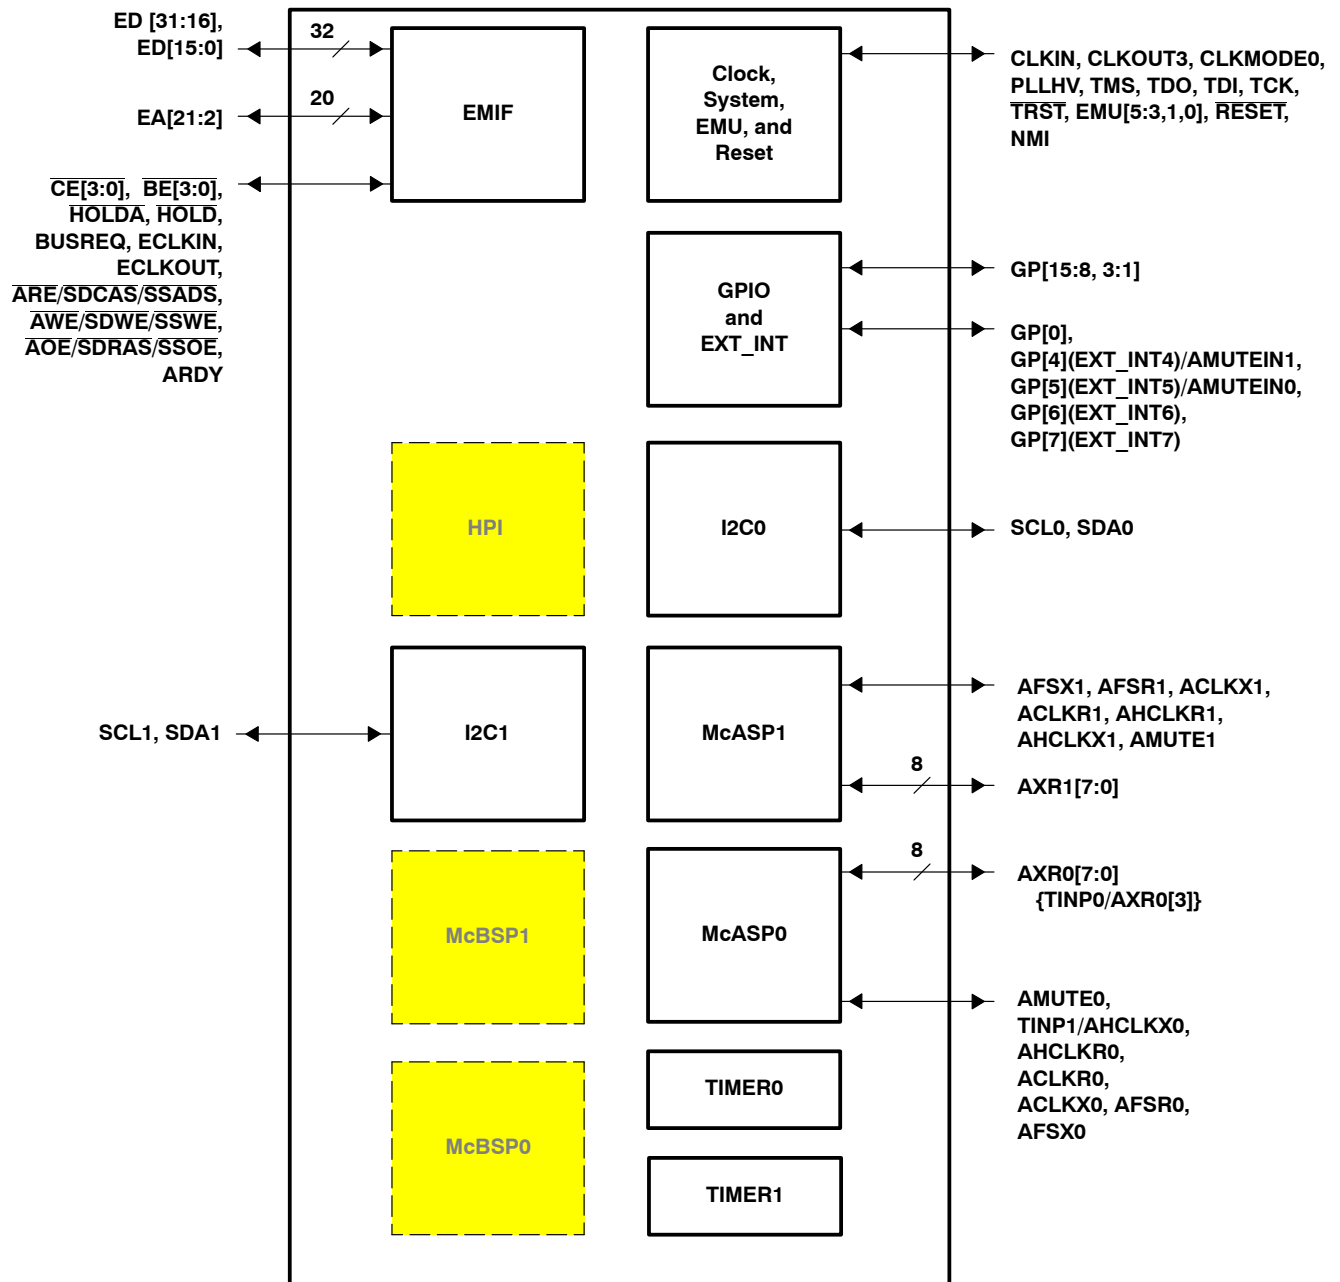 ED [31:16],
ED[15:0]
32
EA[21:2]
20
CE[3:0], BE[3:0],
HOLDA, HOLD,
BUSREQ, ECLKIN,
ECLKOUT,
ARE/SDCAS/SSADS,
AWE/SDWE/SSWE,
AOE/SDRAS/SSOE,
ARDY
EMIF
Clock,
System,
EMU, and
Reset
CLKIN, CLKOUT3, CLKMODE0,
PLLHV, TMS, TDO, TDI, TCK,
TRST, EMU[5:3,1,0], RESET,
NMI
GPIO
and
EXT_INT
GP[15:8, 3:1]
GP[0],
GP[4](EXT_INT4)/AMUTEIN1,
GP[5](EXT_INT5)/AMUTEIN0,
GP[6](EXT_INT6),
GP[7](EXT_INT7)
HPI
I2C0
SCL0, SDA0
SCL1, SDA1
I2C1
McASP1
AFSX1, AFSR1, ACLKX1,
ACLKR1, AHCLKR1,
AHCLKX1, AMUTE1
8
AXR1[7:0]
McBSP1
McASP0
8
AXR0[7:0]
{TINP0/AXR0[3]}
AMUTE0,
TINP1/AHCLKX0,
AHCLKR0,
ACLKR0,
ACLKX0, AFSR0,
AFSX0
McBSP0
TIMER0
TIMER1